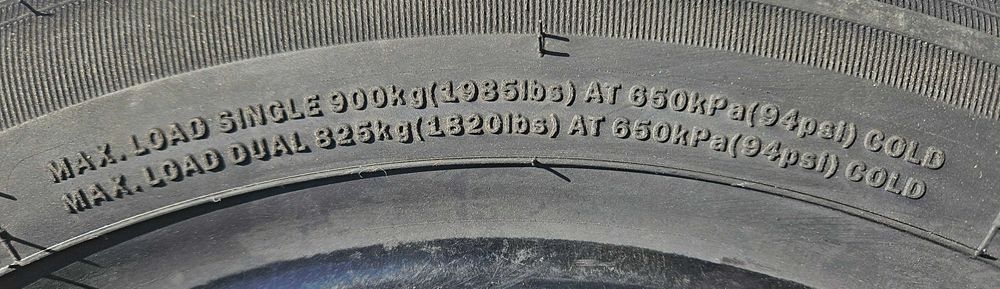 MAX. LOAD SINGLE 900kg(1985lbs) AT 650kPa(94psi) COLD
MAX. LOAD DUAL 825kg(1820lbs) AT 650kPa(94psi) COLD